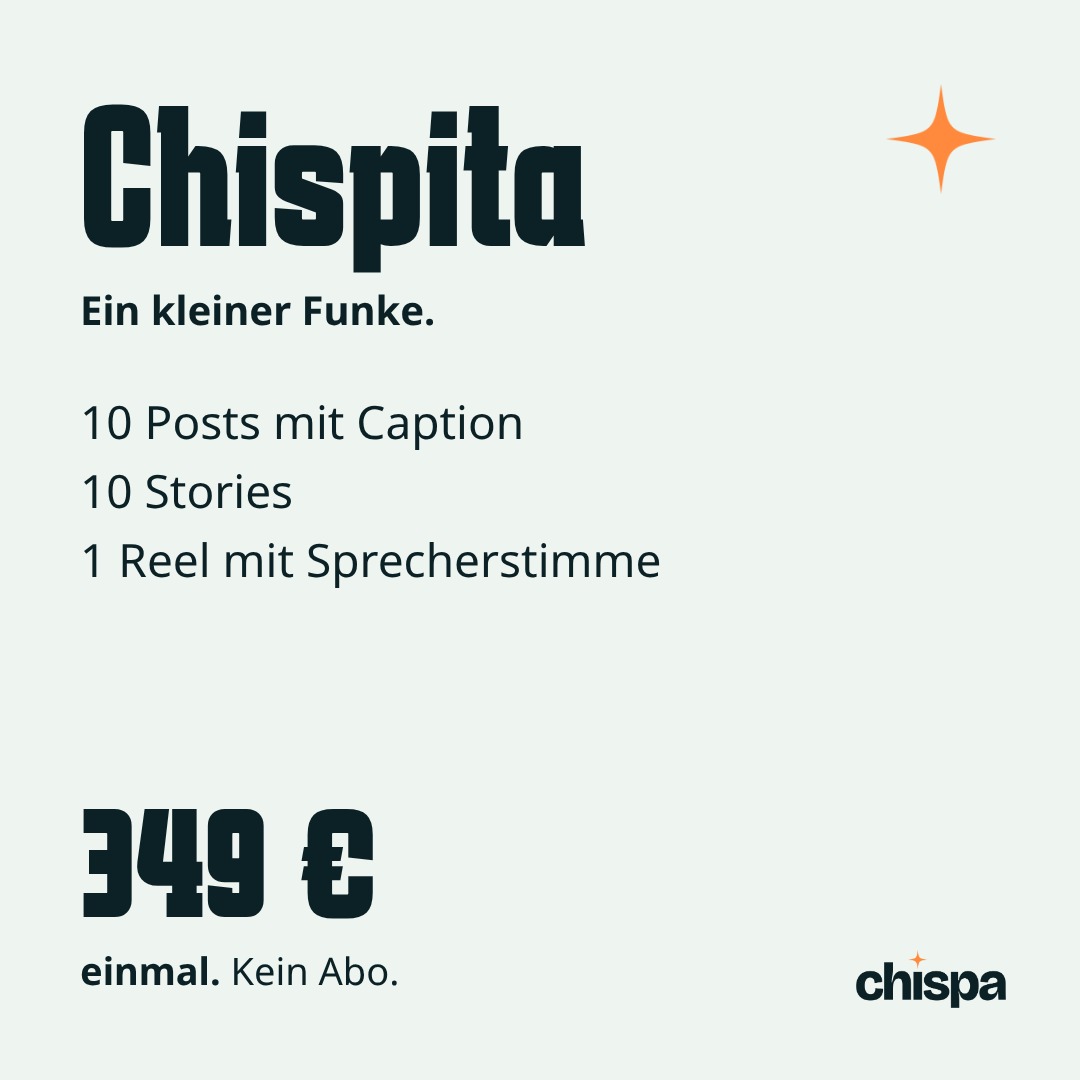 Chispita
Ein kleiner Funke.
10 Posts mit Caption
10 Stories
1 Reel mit Sprecherstimme
349 €
einmal. Kein Abo.
chispa